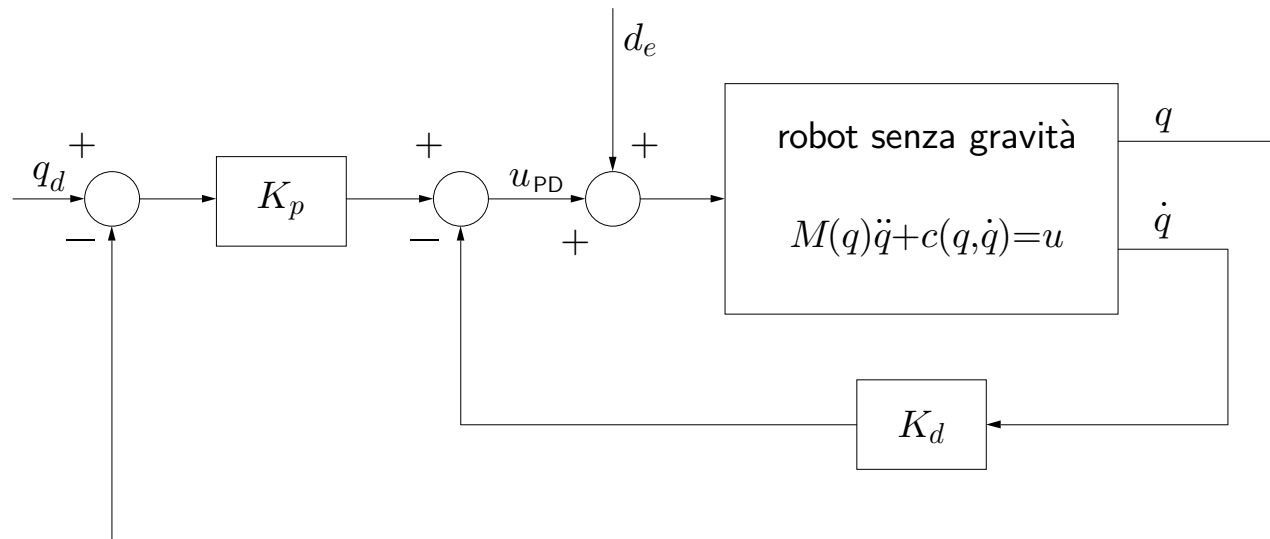 d_e
+ + +
robot senza gravità
q
q_d
K_p
u_PD
− − +
M(q)q̈+c(q,q̇)=u
q̇
K_d